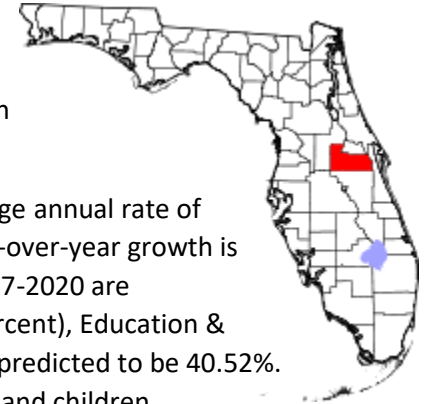 n
ge annual rate of
-over-year growth is
7-2020 are
ercent), Education &
predicted to be 40.52%.
and children